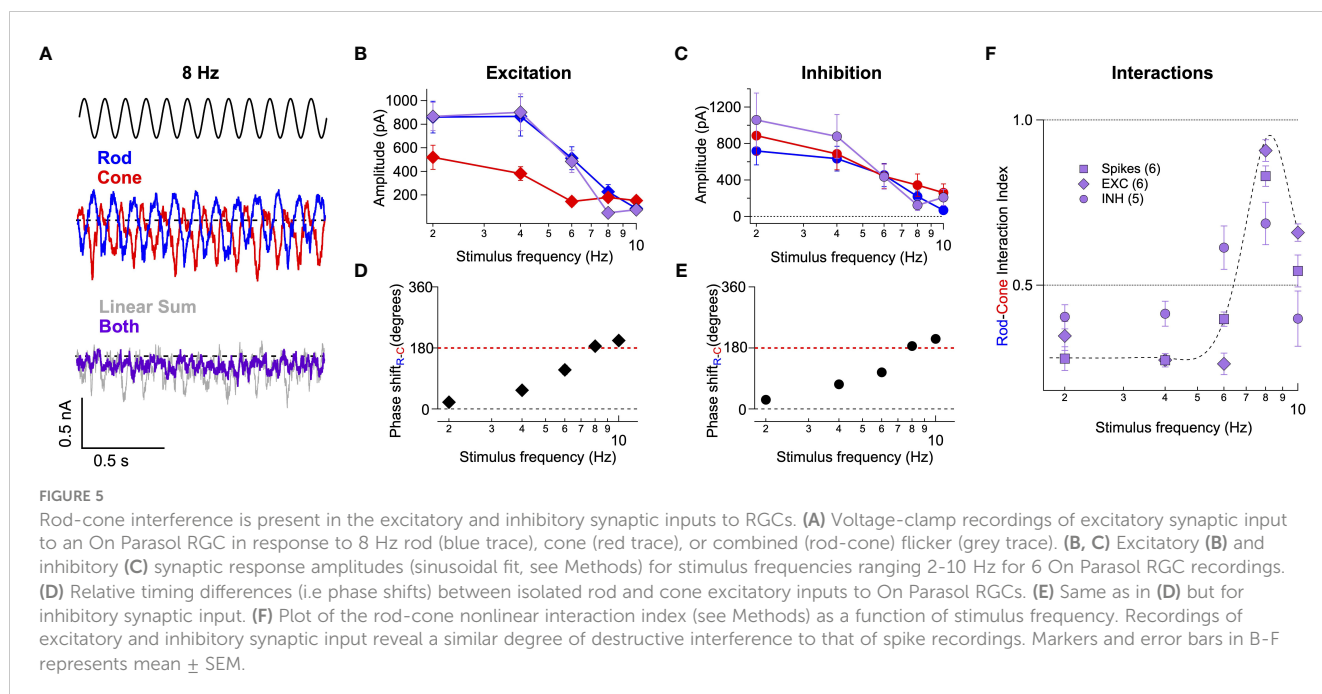 A
8 Hz
Rod
Cone
Linear Sum
Both
0.5 nA
0.5 s
B
Excitation
Amplitude (pA)
1000
800
600
400
200
2 3 4 5 6 7 8 9 10
Stimulus frequency (Hz)
C
Inhibition
Amplitude (pA)
1200
800
400
0
2 3 4 5 6 7 8 9 10
Stimulus frequency (Hz)
D
Phase shiftR-C(degrees)
360
180
0
2 3 4 5 6 7 8 9 10
Stimulus frequency (Hz)
E
Phase shiftR-C(degrees)
360
180
0
2 3 4 5 6 7 8 9 10
Stimulus frequency (Hz)
F
Interactions
Rod-Cone Interaction Index
1.0
0.5
Spikes (6)
EXC (6)
INH (5)
2 3 4 5 6 7 8 9 10
Stimulus frequency (Hz)
FIGURE 5
Rod-cone interference is present in the excitatory and inhibitory synaptic inputs to RGCs. (A) Voltage-clamp recordings of excitatory synaptic input
to an On Parasol RGC in response to 8 Hz rod (blue trace), cone (red trace), or combined (rod-cone) flicker (grey trace). (B, C) Excitatory (B) and
inhibitory (C) synaptic response amplitudes (sinusoidal fit, see Methods) for stimulus frequencies ranging 2-10 Hz for 6 On Parasol RGC recordings.
(D) Relative timing differences (i.e phase shifts) between isolated rod and cone excitatory inputs to On Parasol RGCs. (E) Same as in (D) but for
inhibitory synaptic input. (F) Plot of the rod-cone nonlinear interaction index (see Methods) as a function of stimulus frequency. Recordings of
excitatory and inhibitory synaptic input reveal a similar degree of destructive interference to that of spike recordings. Markers and error bars in B-F
represents mean ± SEM.